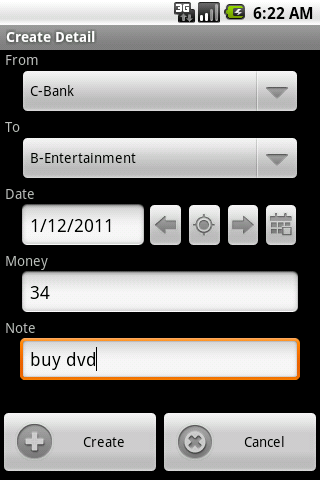 3G 6:22 AM
Create Detail
From
C-Bank
To
B-Entertainment
Date
1/12/2011
Money
34
Note
buy dvd
Create Cancel